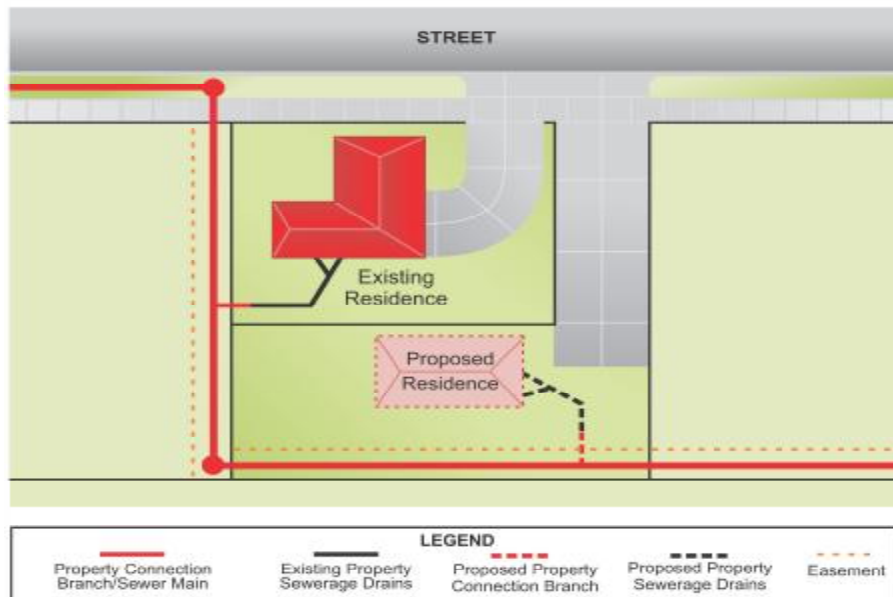 STREET
Existing
Residence
Proposed
Residence
LEGEND
Property Connection
Branch/Sewer Main
Existing Property
Sewerage Drains
Proposed Property
Connection Branch
Proposed Property
Sewerage Drains
Easement